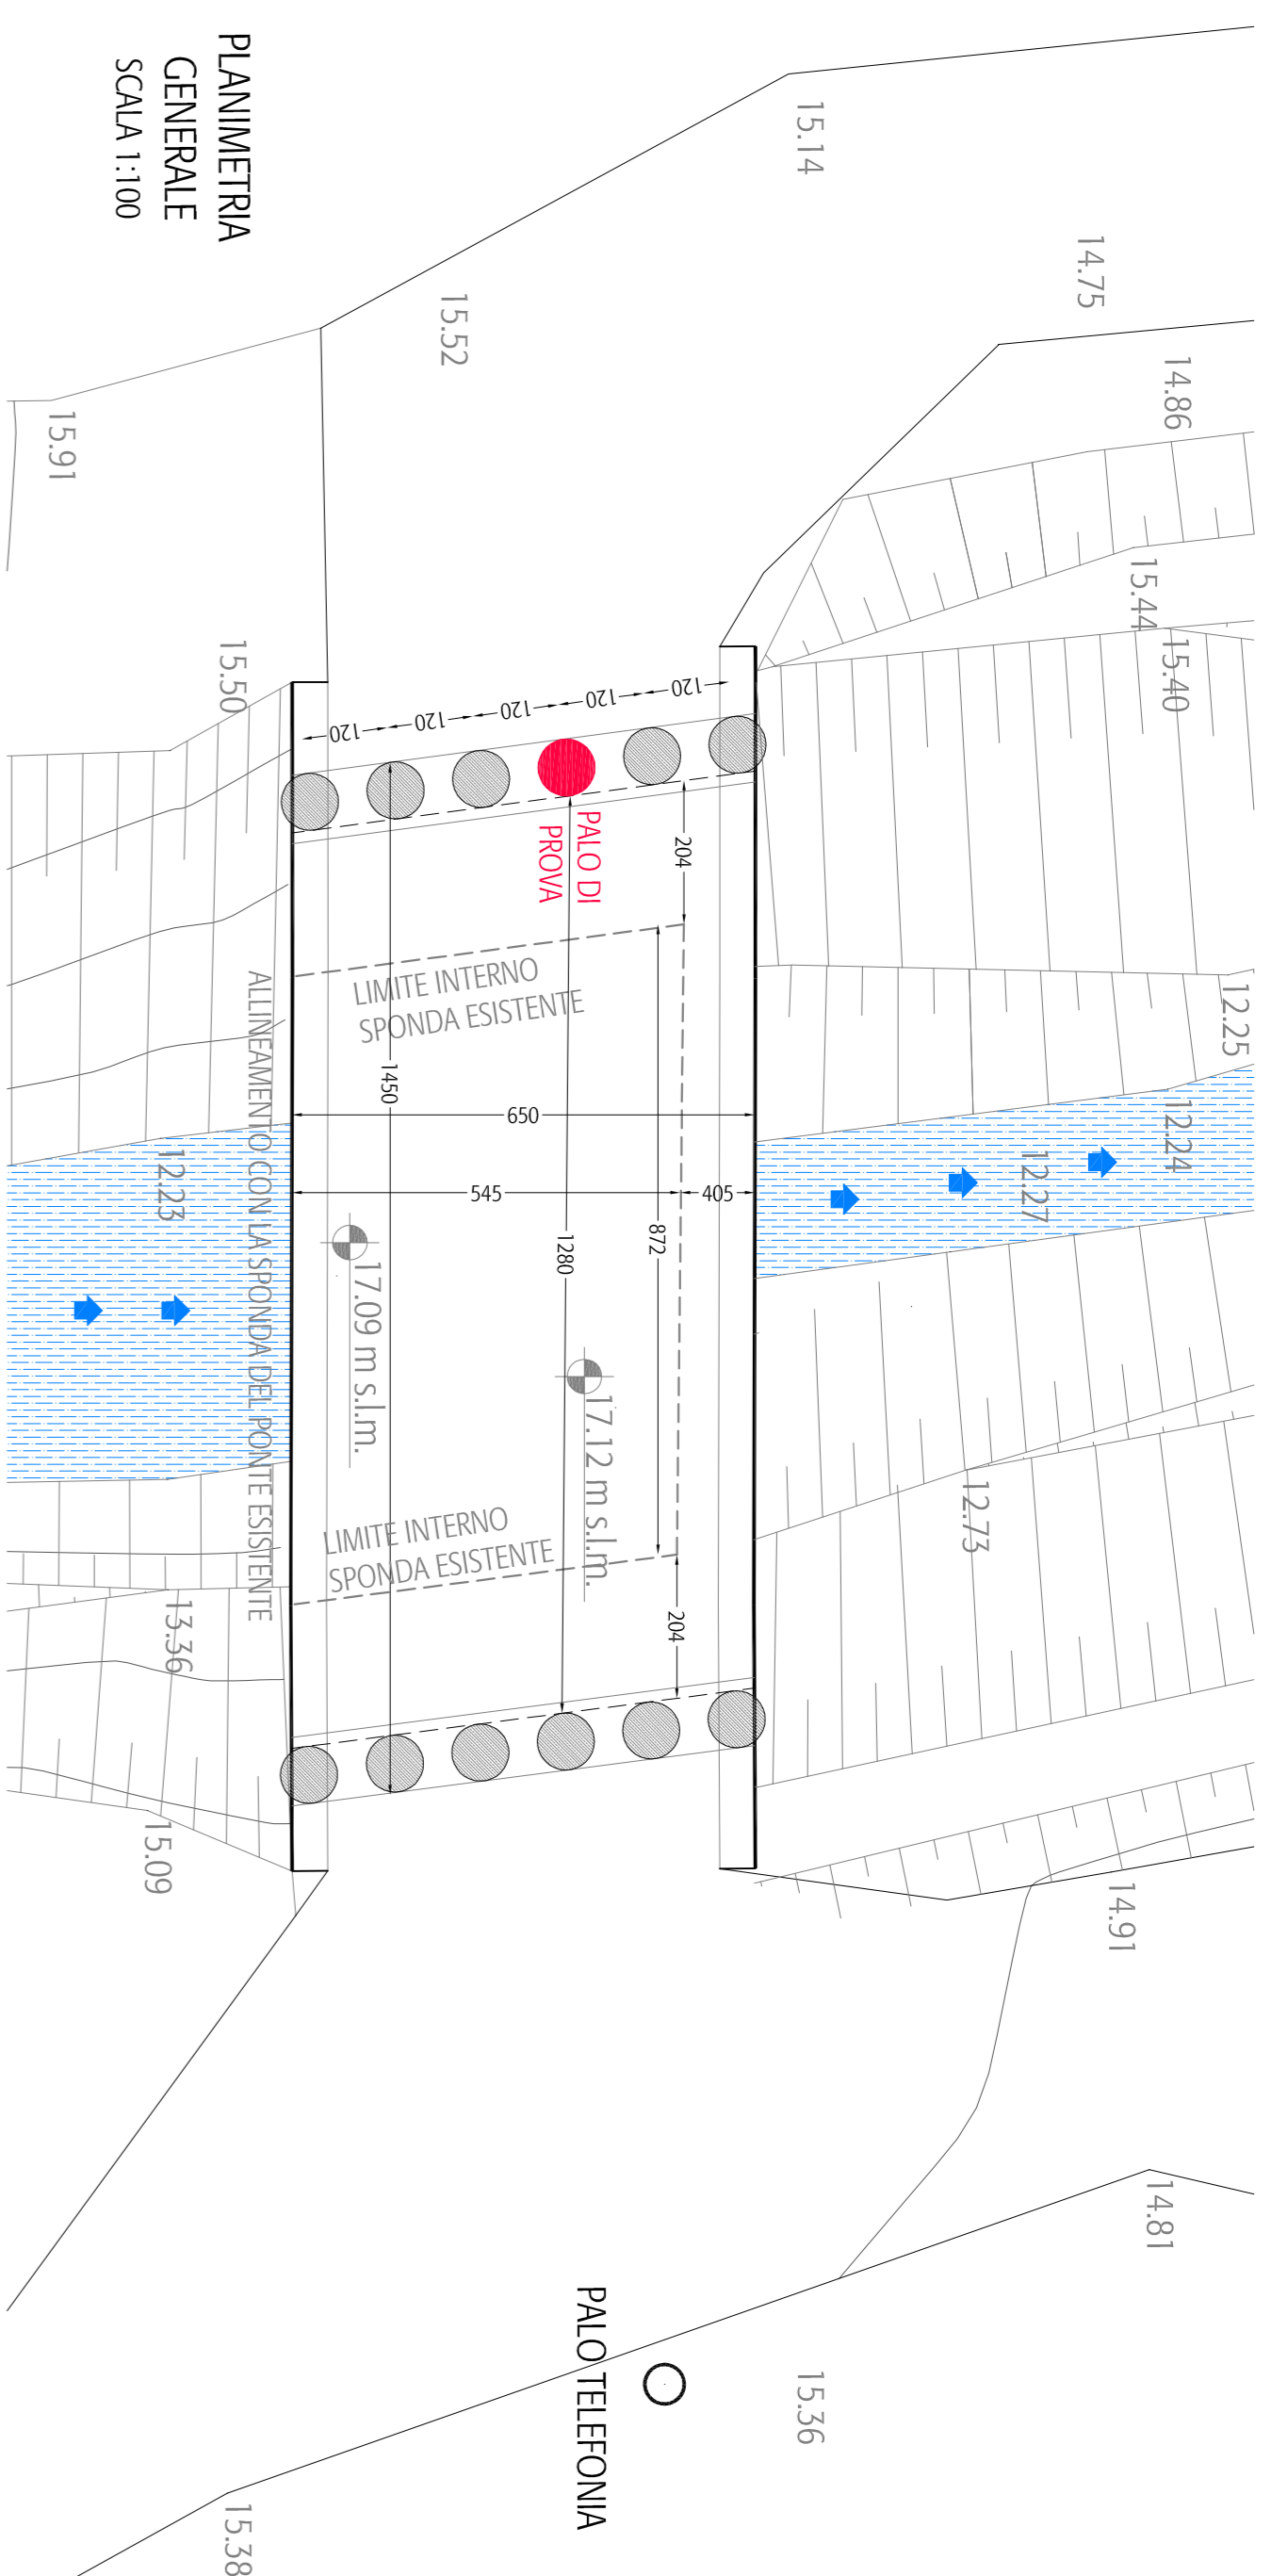 PLANIMETRIA
GENERALE
SCALA 1:100
15.14
14.75
15.52
14.86
15.91
15.44
15.40
15.50
120
120
120
120
120
204
PALO DI
PROVA
LIMITE INTERNO
SPONDA ESISTENTE
12.25
1450
650
12.24
12.23
12.27
545
405
872
1280
17.09 m s.l.m.
17.12 m s.l.m.
ALLINEAMENTO CON LA SPONDA DEL PONTE ESISTENTE
12.73
LIMITE INTERNO
SPONDA ESISTENTE
13.36
204
15.09
14.91
14.81
PALO TELEFONIA
15.36
15.38